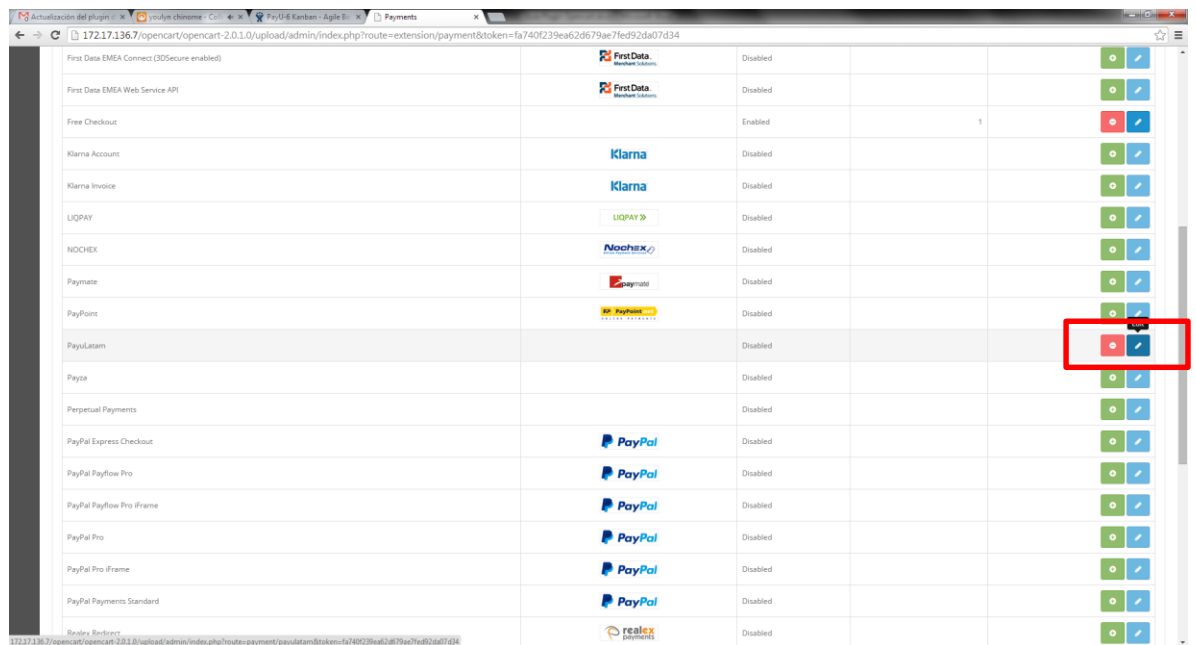 Actualización del plugin d
youlyn chinome - Col
PayU-6 Kanban - Agile Bo
Payments
172.17.136.7/opencart/opencart-2.0.1.0/upload/admin/index.php?route=extension/payment&token=fa740f239ea62d679ae7fed92da07d34
First Data EMEA Connect (3DSecure enabled) First Data. Merchant Solutions Disabled
First Data EMEA Web Service API First Data. Merchant Solutions Disabled
Free Checkout Enabled 1
Klarna Account Klarna Disabled
Klarna Invoice Klarna Disabled
LIQPAY LIQPAY Disabled
NOCHEX Nochex Disabled
Paymate paymate Disabled
PayPoint PayPoint.net ONLINE PAYMENTS Disabled
Edit
PayuLatam Disabled
Payza Disabled
Perpetual Payments Disabled
PayPal Express Checkout PayPal Disabled
PayPal Payflow Pro PayPal Disabled
PayPal Payflow Pro iFrame PayPal Disabled
PayPal Pro PayPal Disabled
PayPal Pro iFrame PayPal Disabled
PayPal Payments Standard PayPal Disabled
Realex Redirect realex payments Disabled
172.17.136.7/opencart/opencart-2.0.1.0/upload/admin/index.php?route=payment/payulatam&token=fa740f239ea62d679ae7fed92da07d34